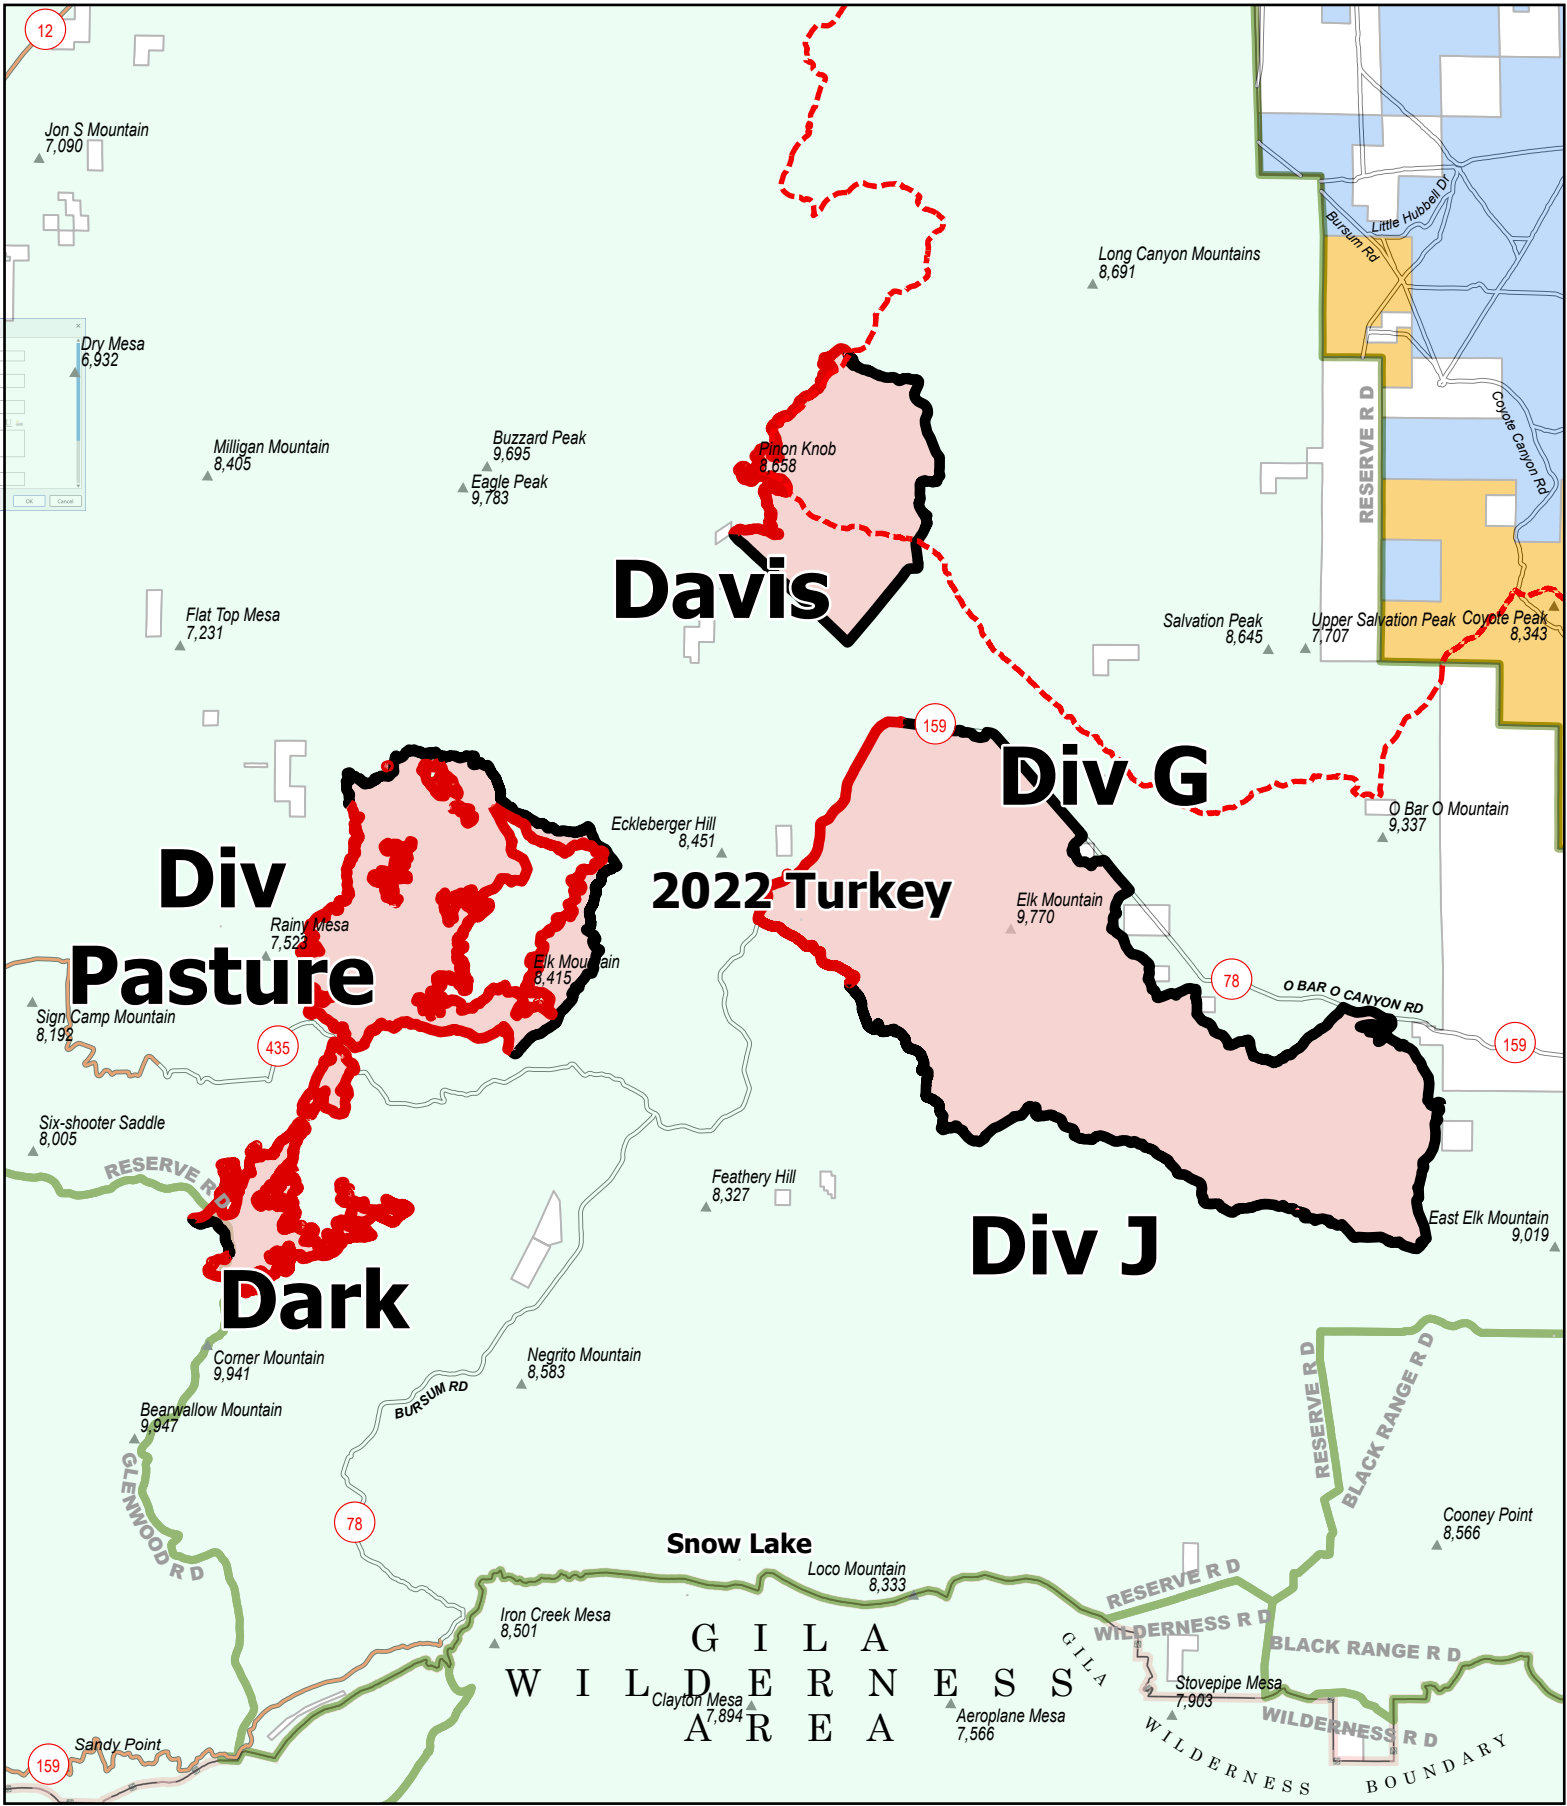 12
Jon S Mountain
7,090
Long Canyon Mountains
8,691
Little Hubbell Dr
Bursum Rd
Dry Mesa
6,932
Coyote Canyon Rd
RESERVE R D
Milligan Mountain
8,405
Buzzard Peak
9,695
Eagle Peak
9,783
Pinon Knob
8,658
OK
Cancel
Davis
Flat Top Mesa
7,231
Salvation Peak
8,645
Upper Salvation Peak
7,707
Coyote Peak
8,343
159
Div G
O Bar O Mountain
9,337
Eckleberger Hill
8,451
Div
Pasture
2022 Turkey
Elk Mountain
9,770
Rainy Mesa
7,523
Elk Mountain
8,415
78
O BAR O CANYON RD
159
Sign Camp Mountain
8,192
435
Six-shooter Saddle
8,005
RESERVE R D
Feathery Hill
8,327
Div J
East Elk Mountain
9,019
Dark
Corner Mountain
9,941
Negrito Mountain
8,583
BURSUM RD
Bearwallow Mountain
9,947
GLENWOOD R D
RESERVE R D
BLACK RANGE R D
78
Cooney Point
8,566
Snow Lake
Loco Mountain
8,333
RESERVE R D
WILDERNESS R D
BLACK RANGE R D
Iron Creek Mesa
8,501
GILA
WILDERNESS
AREA
Clayton Mesa
7,894
Aeroplane Mesa
7,566
Stovepipe Mesa
7,903
WILDERNESS R D
GILA
WILDERNESS
BOUNDARY
Sandy Point
159